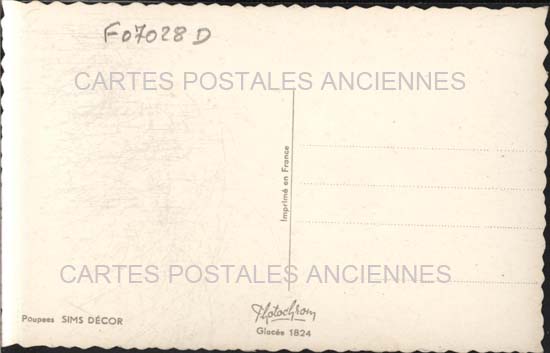 F07028 D
CARTES POSTALES ANCIENNES
Imprimé en France
CARTES POSTALES ANCIENNES
Poupees SIMS DÉCOR
Photochrom
Glacée 1824